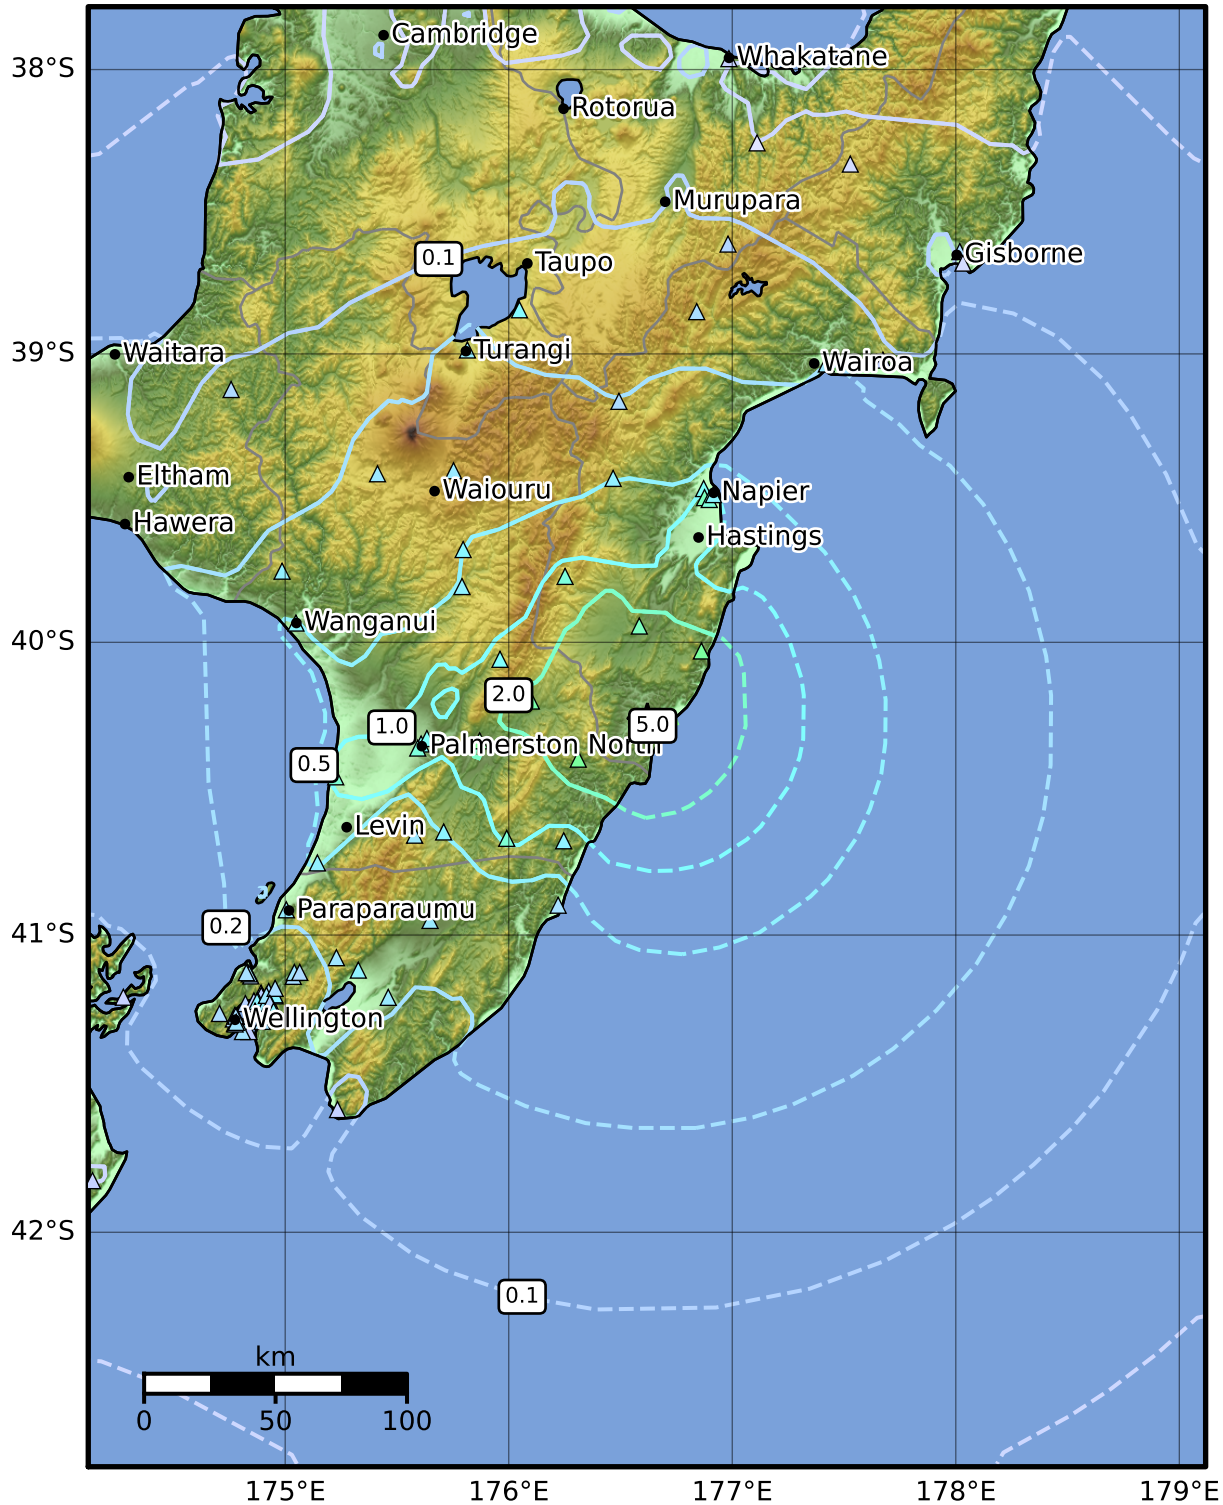 Cambridge
Whakatane
38°S
Rotorua
Murupara
Gisborne
0.1
Taupo
Turangi
39°S
Waitara
Wairoa
Eltham
Waiouru
Napier
Hawera
Hastings
Wanganui
40°S
2.0
1.0
5.0
Palmerston North
0.5
Levin
Paraparaumu
0.2
41°S
Wellington
42°S
0.1
km
0 50 100
175°E 176°E 177°E 178°E 179°E